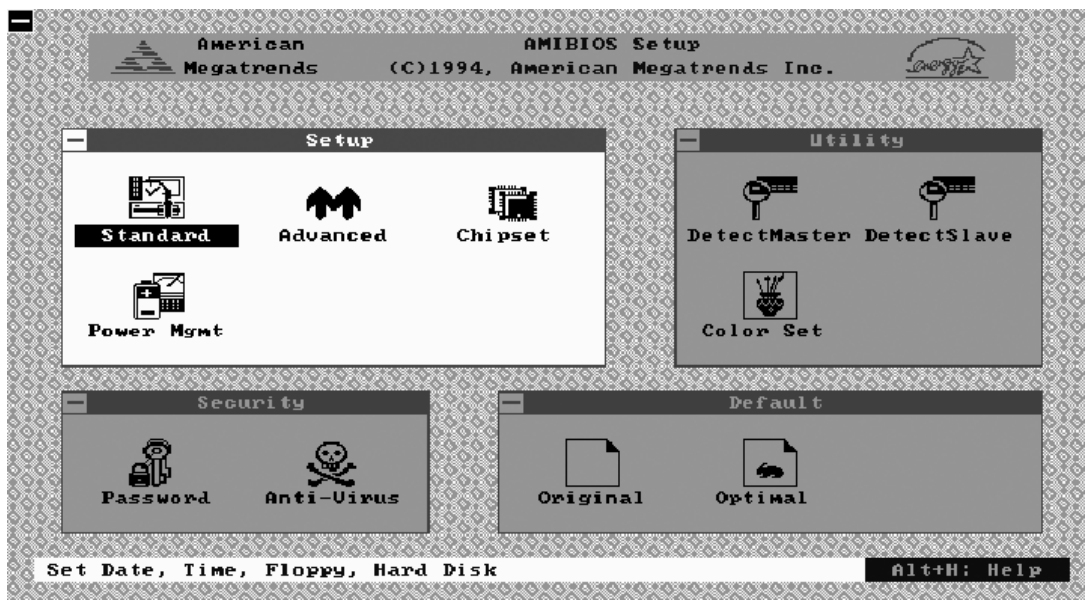 American Megatrends
AMIBIOS Setup
(C)1994, American Megatrends Inc.
energy
Setup
Standard
Advanced
Chipset
Power Mgmt
Utility
DetectMaster
DetectSlave
Color Set
Security
Password
Anti-Virus
Default
Original
Optimal
Set Date, Time, Floppy, Hard Disk
Alt+H: Help